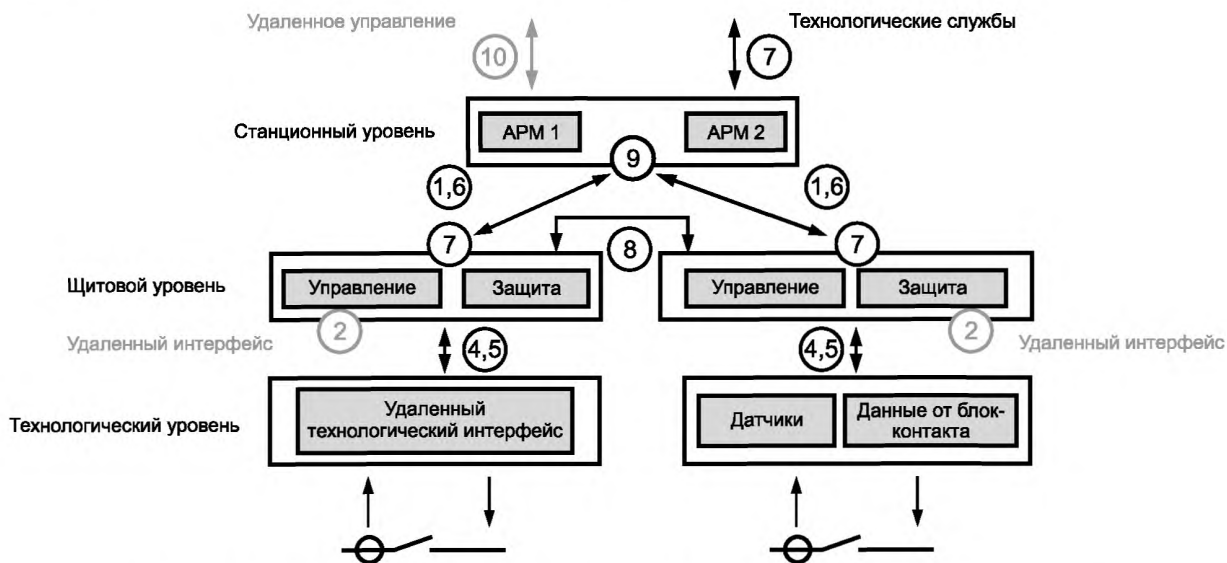 Удаленное управление
Технологические службы
10
7
Станционный уровень
АРМ 1
АРМ 2
9
1,6
1,6
7
8
7
Щитовой уровень
Управление
Защита
Управление
Защита
2
2
Удаленный интерфейс
4,5
4,5
Удаленный интерфейс
Технологический уровень
Удаленный
технологический интерфейс
Датчики
Данные от блок-
контакта